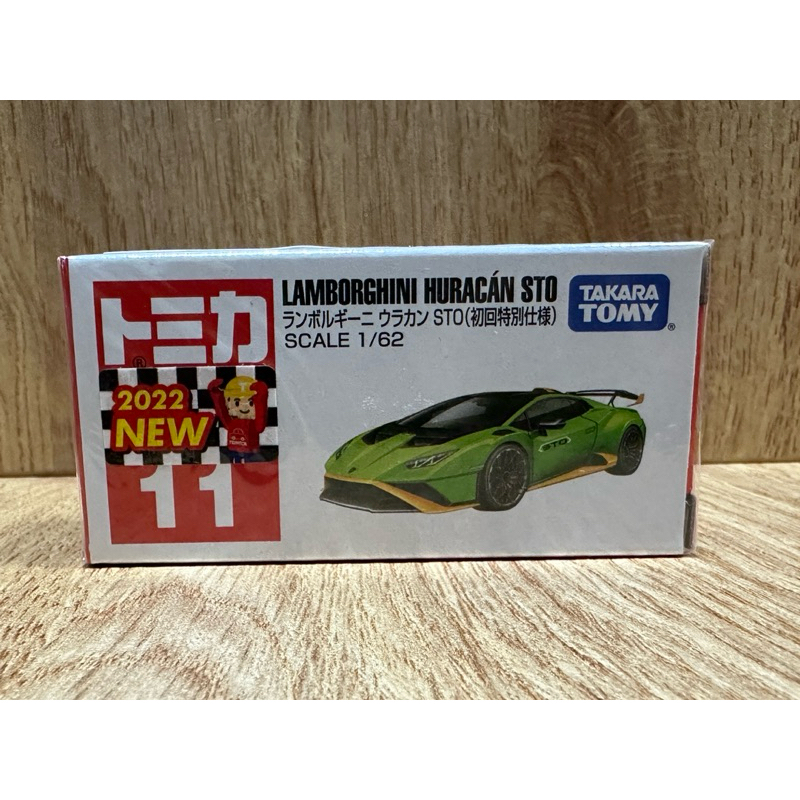 トミカ
®
2022
NEW
11
LAMBORGHINI HURACÁN STO
ランボルギーニ ウラカン STO(初回特別仕様)
SCALE 1/62
TAKARA
TOMY
®
STO